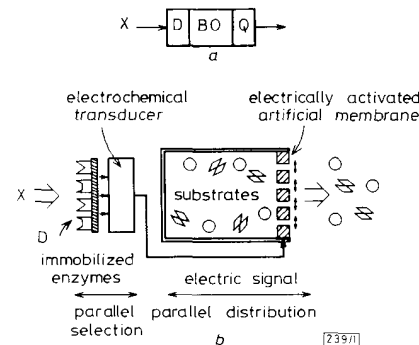 X D BO Q
a
electrochemical
transducer
electrically activated
artificial membrane
X
substrates
D
immobilized
enzymes
electric signal
parallel
selection
parallel distribution
b
239/1